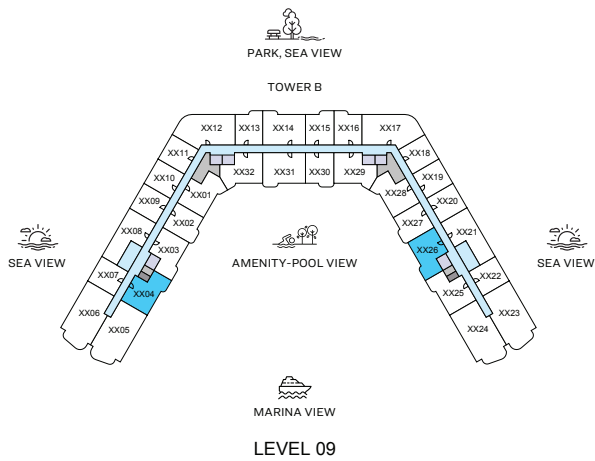 PARK, SEA VIEW
TOWER B
XX12
XX13
XX14
XX15
XX16
XX17
XX11
XX18
XX10
XX32
XX31
XX30
XX29
XX19
XX09
XX01
XX28
XX20
XX08
XX02
XX27
XX21
XX07
XX03
XX26
XX22
XX06
XX04
XX25
XX23
XX05
XX24
SEA VIEW
AMENITY-POOL VIEW
SEA VIEW
MARINA VIEW
LEVEL 09